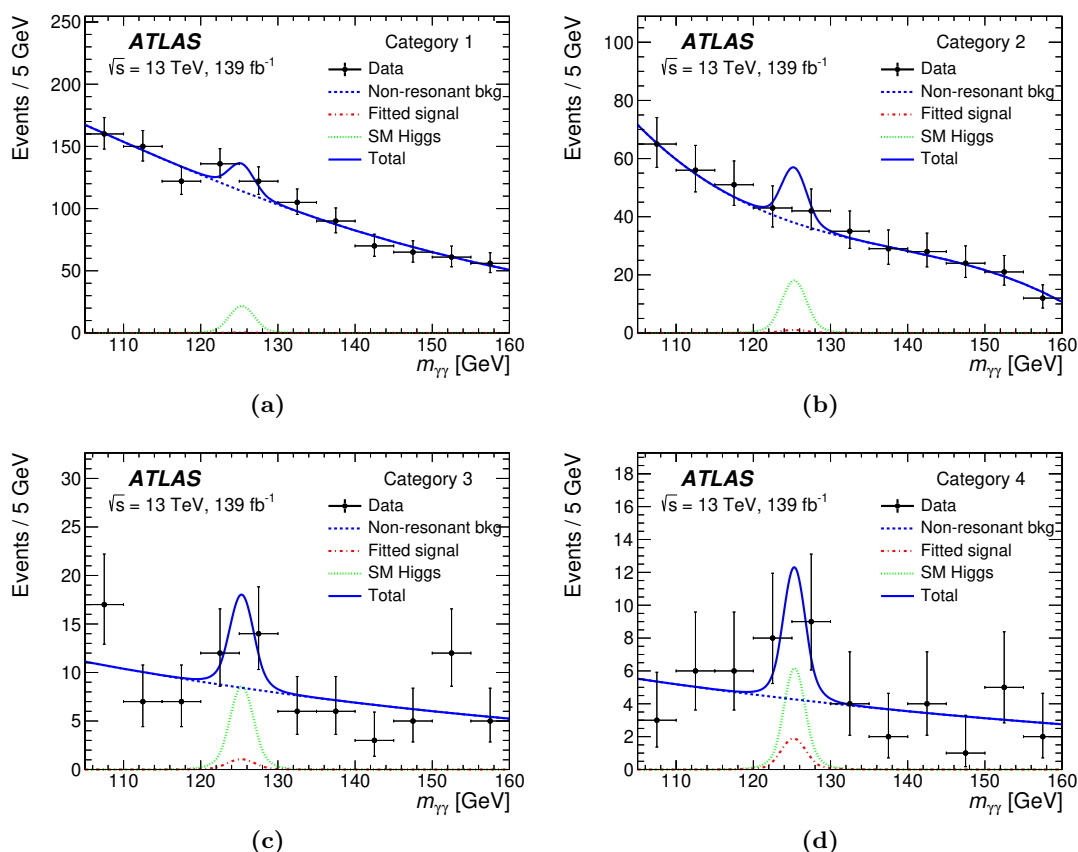 Events / 5 GeV
250
200
150
100
50
0
ATLAS
√s = 13 TeV, 139 fb⁻¹
Category 1
Data
Non-resonant bkg
Fitted signal
SM Higgs
Total
110 120 130 140 150 160
mγγ [GeV]
(a)
Events / 5 GeV
100
80
60
40
20
0
ATLAS
√s = 13 TeV, 139 fb⁻¹
Category 2
Data
Non-resonant bkg
Fitted signal
SM Higgs
Total
110 120 130 140 150 160
mγγ [GeV]
(b)
Events / 5 GeV
30
25
20
15
10
5
0
ATLAS
√s = 13 TeV, 139 fb⁻¹
Category 3
Data
Non-resonant bkg
Fitted signal
SM Higgs
Total
110 120 130 140 150 160
mγγ [GeV]
(c)
Events / 5 GeV
18
16
14
12
10
8
6
4
2
0
ATLAS
√s = 13 TeV, 139 fb⁻¹
Category 4
Data
Non-resonant bkg
Fitted signal
SM Higgs
Total
110 120 130 140 150 160
mγγ [GeV]
(d)